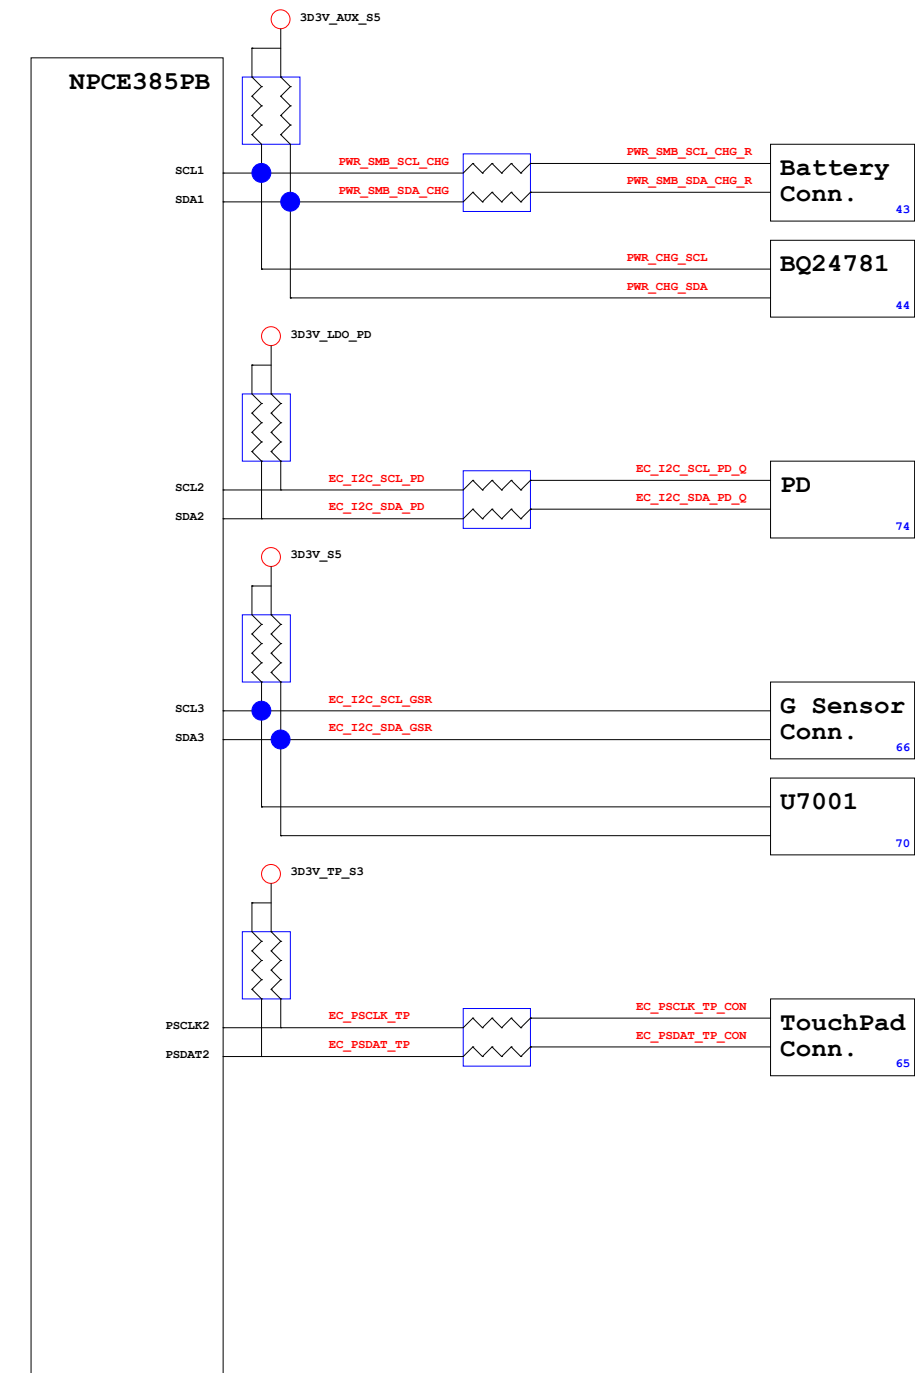 3D3V_AUX_S5
NPCE385PB
SCL1
PWR_SMB_SCL_CHG
PWR_SMB_SCL_CHG_R
SDA1
PWR_SMB_SDA_CHG
PWR_SMB_SDA_CHG_R
Battery
Conn.
43
PWR_CHG_SCL
PWR_CHG_SDA
BQ24781
44
3D3V_LDO_PD
SCL2
EC_I2C_SCL_PD
EC_I2C_SCL_PD_Q
SDA2
EC_I2C_SDA_PD
EC_I2C_SDA_PD_Q
PD
74
3D3V_S5
SCL3
EC_I2C_SCL_GSR
SDA3
EC_I2C_SDA_GSR
G Sensor
Conn.
66
U7001
70
3D3V_TP_S3
PSCLK2
EC_PSCLK_TP
EC_PSCLK_TP_CON
PSDAT2
EC_PSDAT_TP
EC_PSDAT_TP_CON
TouchPad
Conn.
65